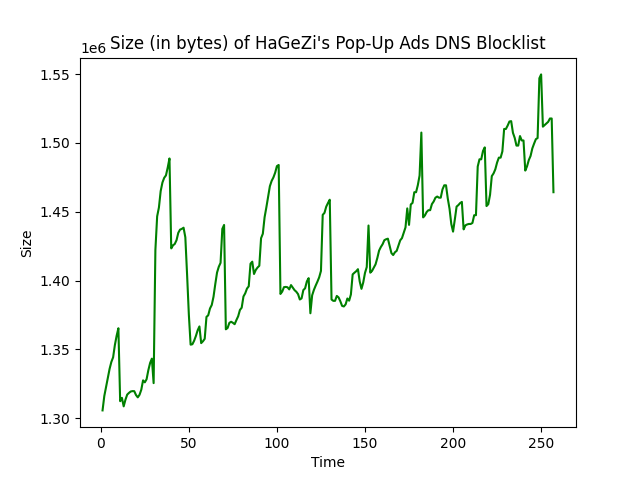 Size (in bytes) of HaGeZi's Pop-Up Ads DNS Blocklist
1e6
1.55
1.50
1.45
1.40
1.35
1.30
Size
0 50 100 150 200 250
Time